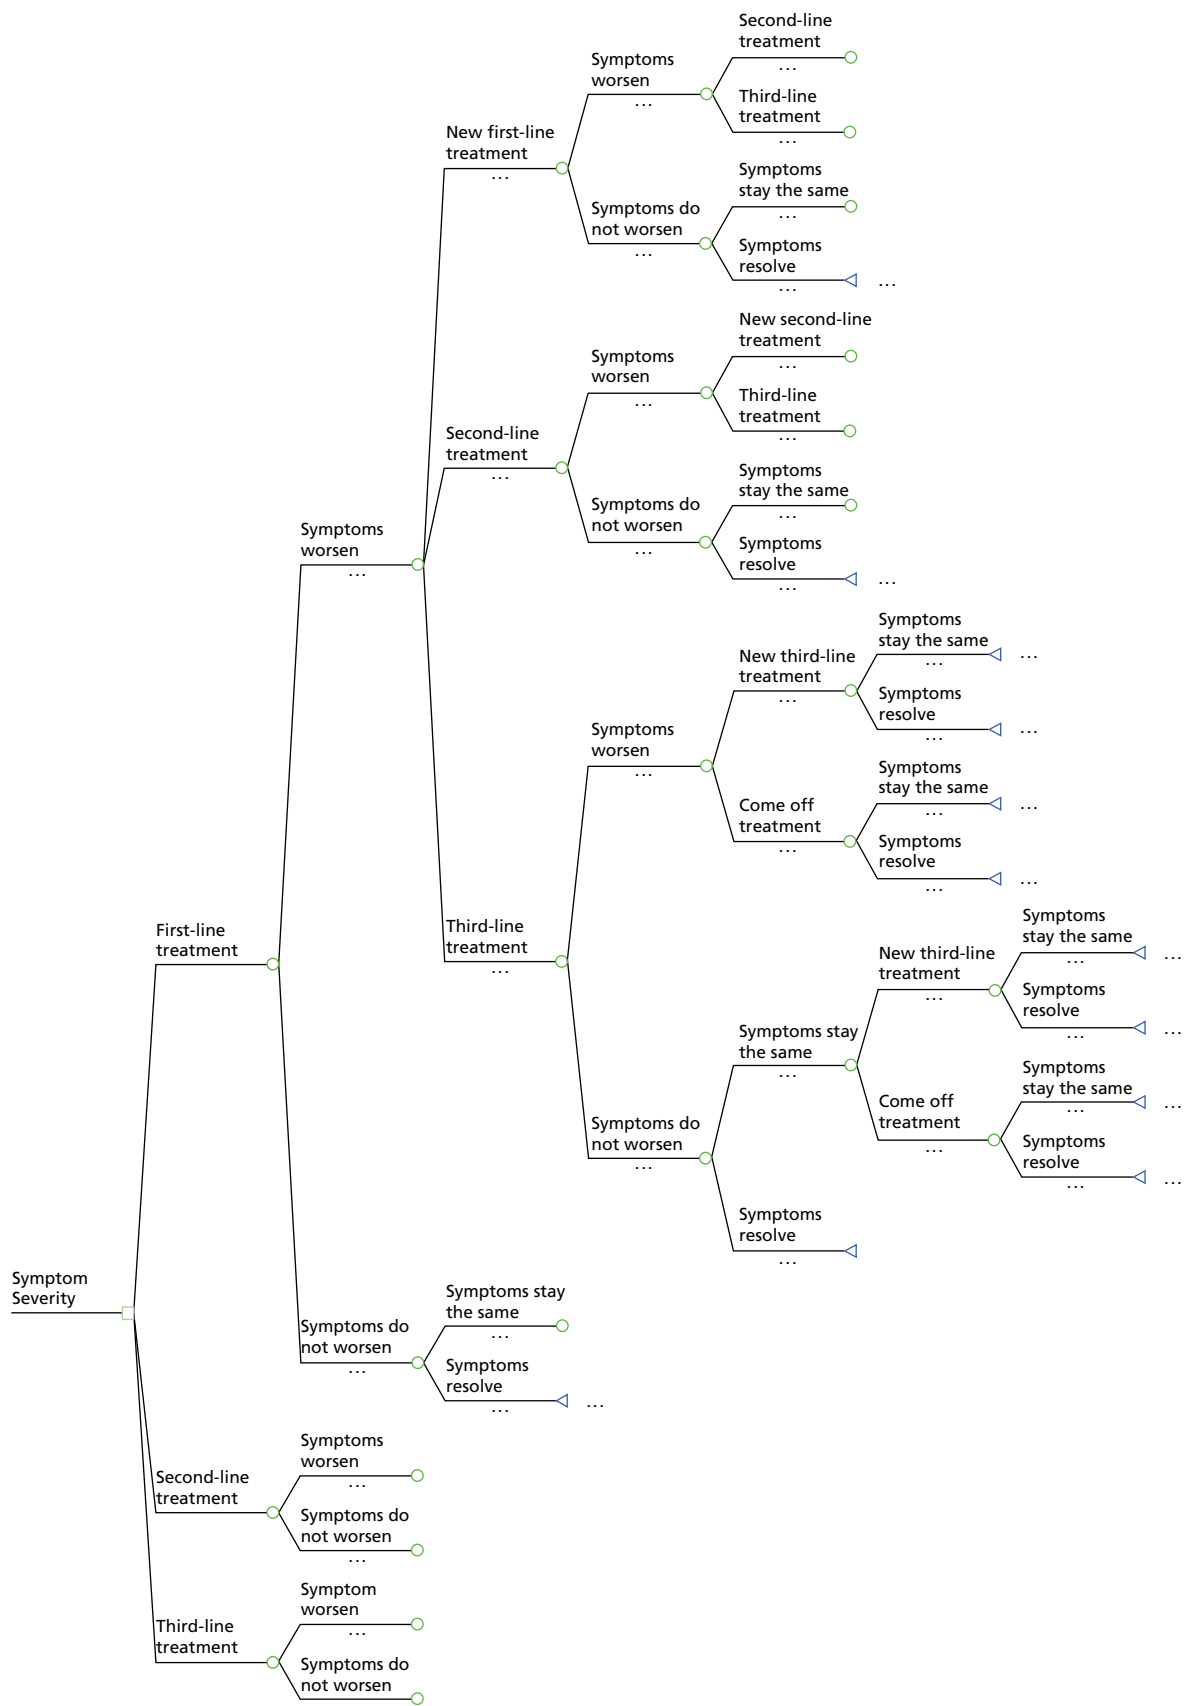 Second-line
treatment
...
Symptoms
worsen
...
Third-line
treatment
...
New first-line
treatment
...
Symptoms
stay the same
...
Symptoms do
not worsen
...
Symptoms
resolve
...
...
New second-line
treatment
...
Symptoms
worsen
...
Third-line
treatment
...
Second-line
treatment
...
Symptoms
stay the same
...
Symptoms do
not worsen
...
Symptoms
resolve
...
...
Symptoms
worsen
...
Symptoms
stay the same
...
...
New third-line
treatment
...
Symptoms
resolve
...
...
Symptoms
worsen
...
Symptoms
stay the same
...
...
Come off
treatment
...
Symptoms
resolve
...
...
First-line
treatment
Third-line
treatment
...
Symptoms
stay the same
...
...
New third-line
treatment
...
Symptoms
resolve
...
...
Symptoms stay
the same
...
Symptoms
stay the same
...
...
Come off
treatment
...
Symptoms do
not worsen
...
Symptoms
resolve
...
...
Symptoms
resolve
...
Symptom
Severity
Symptoms stay
the same
...
Symptoms do
not worsen
...
Symptoms
resolve
...
...
Symptoms
worsen
...
Second-line
treatment
Symptoms do
not worsen
...
Symptom
worsen
...
Third-line
treatment
Symptoms do
not worsen